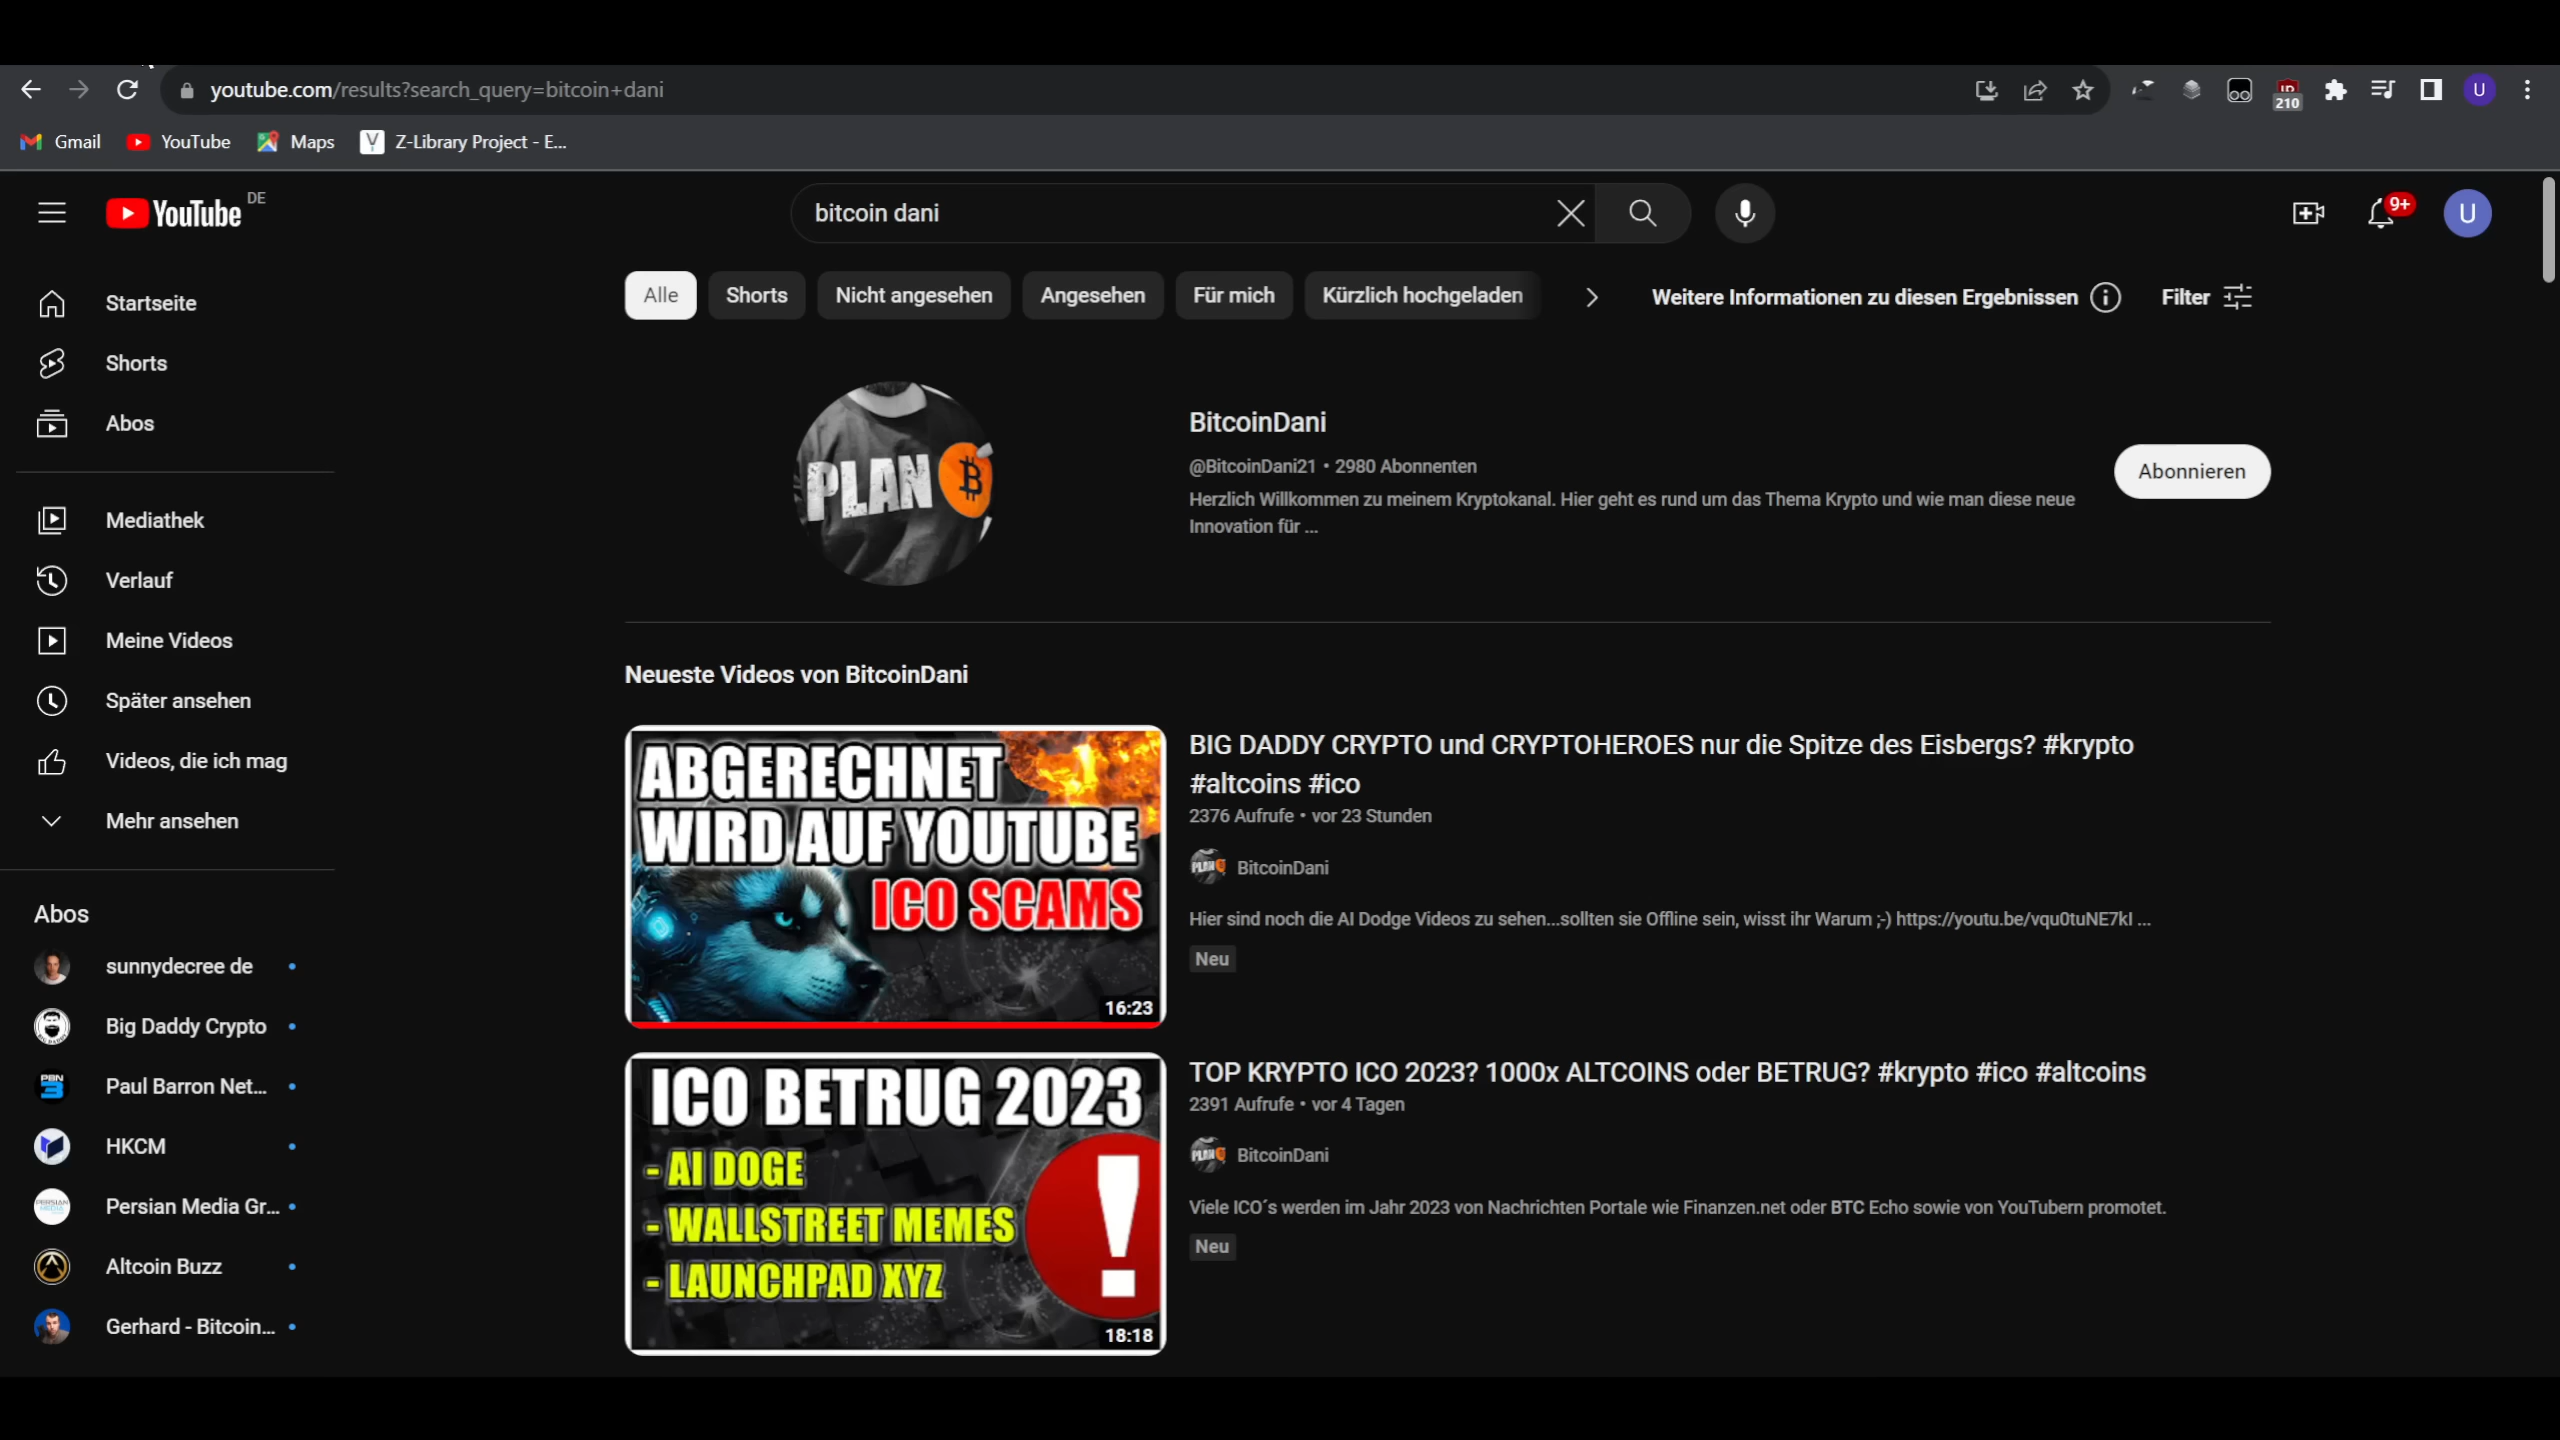 youtube.com/results?search_query=bitcoin+dani
210
U
Gmail
YouTube
Maps
Z-Library Project - E...
YouTube DE
bitcoin dani
9+
U
Startseite
Shorts
Abos
Mediathek
Verlauf
Meine Videos
Später ansehen
Videos, die ich mag
Mehr ansehen
Abos
sunnydecree de
Big Daddy Crypto
Paul Barron Net...
HKCM
Persian Media Gr...
Altcoin Buzz
Gerhard - Bitcoin...
Alle
Shorts
Nicht angesehen
Angesehen
Für mich
Kürzlich hochgeladen
Weitere Informationen zu diesen Ergebnissen
Filter
PLAN
BitcoinDani
@BitcoinDani21 • 2980 Abonnenten
Herzlich Willkommen zu meinem Kryptokanal. Hier geht es rund um das Thema Krypto und wie man diese neue
Innovation für ...
Abonnieren
Neueste Videos von BitcoinDani
ABGERECHNET
WIRD AUF YOUTUBE
ICO SCAMS
16:23
BIG DADDY CRYPTO und CRYPTOHEROES nur die Spitze des Eisbergs? #krypto
#altcoins #ico
2376 Aufrufe • vor 23 Stunden
BitcoinDani
Hier sind noch die AI Dodge Videos zu sehen...sollten sie Offline sein, wisst ihr Warum ;-) https://youtu.be/vqu0tuNE7kI ...
Neu
ICO BETRUG 2023
- AI DOGE
- WALLSTREET MEMES
- LAUNCHPAD XYZ
!
18:18
TOP KRYPTO ICO 2023? 1000x ALTCOINS oder BETRUG? #krypto #ico #altcoins
2391 Aufrufe • vor 4 Tagen
BitcoinDani
Viele ICO´s werden im Jahr 2023 von Nachrichten Portale wie Finanzen.net oder BTC Echo sowie von YouTubern promotet.
Neu